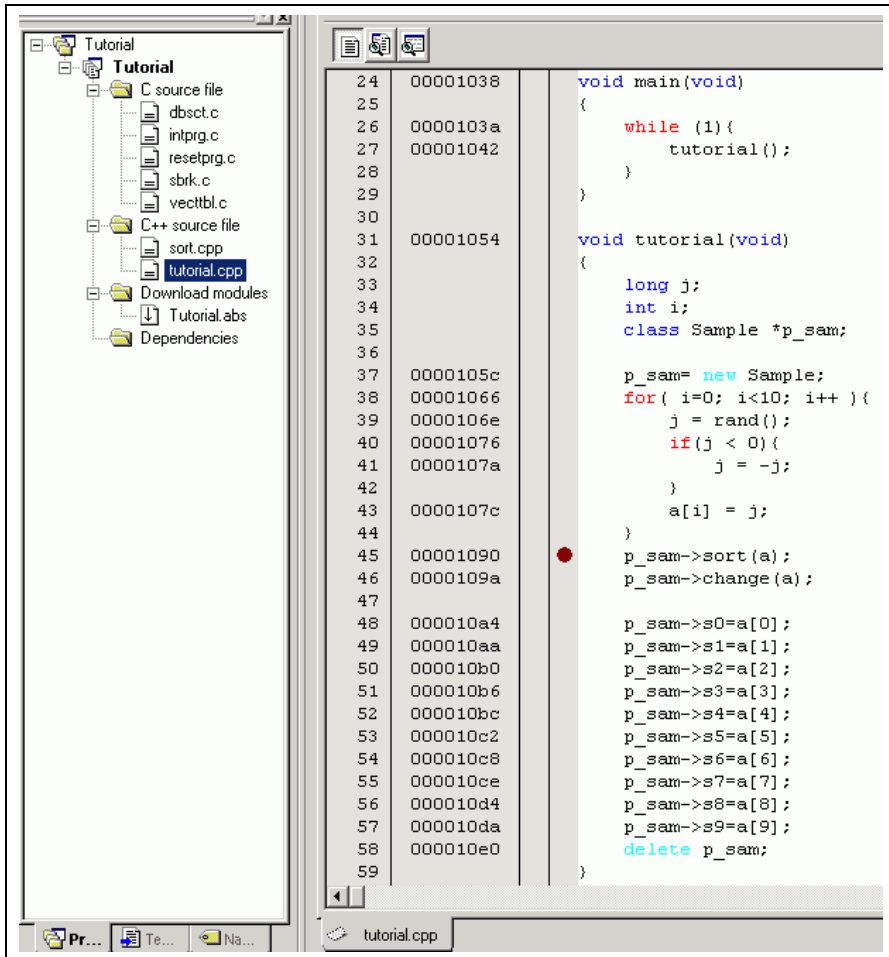 Tutorial
Tutorial
C source file
dbsct.c
intprg.c
resetprg.c
sbrk.c
vecttbl.c
C++ source file
sort.cpp
tutorial.cpp
Download modules
Tutorial.abs
Dependencies
Pr...
Te...
Na...
24 00001038 void main(void)
25 {
26 0000103a while (1){
27 00001042 tutorial();
28 }
29 }
30
31 00001054 void tutorial(void)
32 {
33 long j;
34 int i;
35 class Sample *p_sam;
36
37 0000105c p_sam= new Sample;
38 00001066 for( i=0; i<10; i++ ){
39 0000106e j = rand();
40 00001076 if(j < 0){
41 0000107a j = -j;
42 }
43 0000107c a[i] = j;
44 }
45 00001090 p_sam->sort(a);
46 0000109a p_sam->change(a);
47
48 000010a4 p_sam->s0=a[0];
49 000010aa p_sam->s1=a[1];
50 000010b0 p_sam->s2=a[2];
51 000010b6 p_sam->s3=a[3];
52 000010bc p_sam->s4=a[4];
53 000010c2 p_sam->s5=a[5];
54 000010c8 p_sam->s6=a[6];
55 000010ce p_sam->s7=a[7];
56 000010d4 p_sam->s8=a[8];
57 000010da p_sam->s9=a[9];
58 000010e0 delete p_sam;
59 }
tutorial.cpp